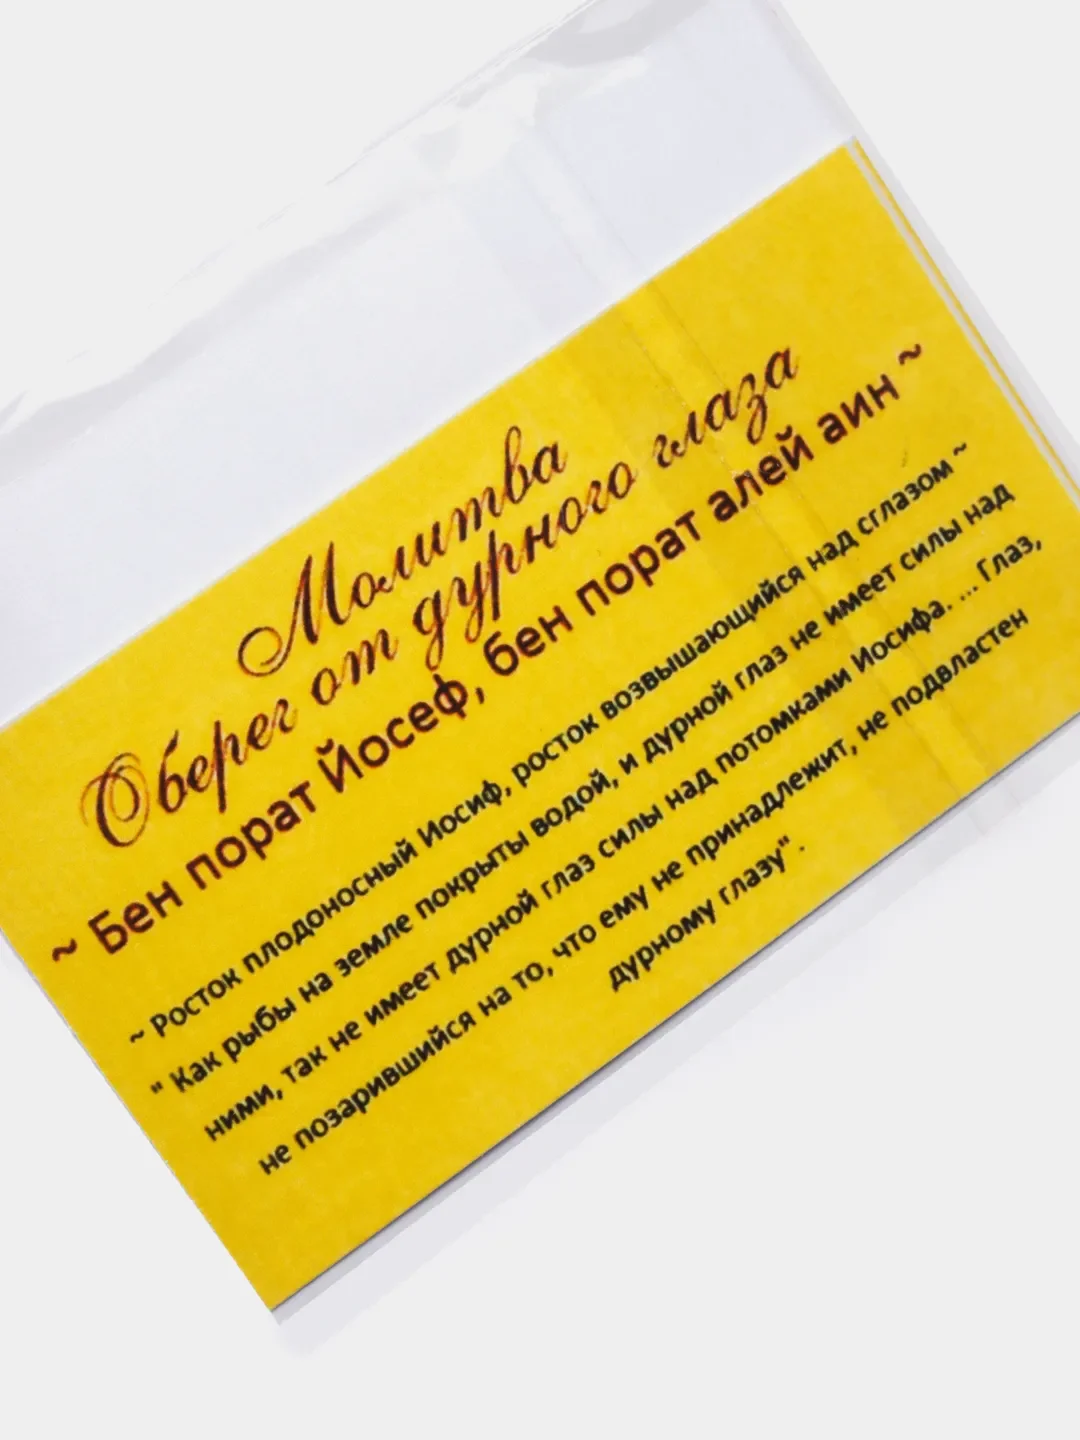 Молитва
Оберег от дурного глаза
~ Бен порат Йосеф, бен порат алей аин ~
~ Росток плодоносный Иосиф, росток возвышающийся над сглазом ~
" Как рыбы на земле покрыты водой, и дурной глаз не имеет силы над
ними, так не имеет дурной глаз силы над потомками Иосифа. ... Глаз,
не позарившийся на то, что ему не принадлежит, не подвластен
дурному глазу" .